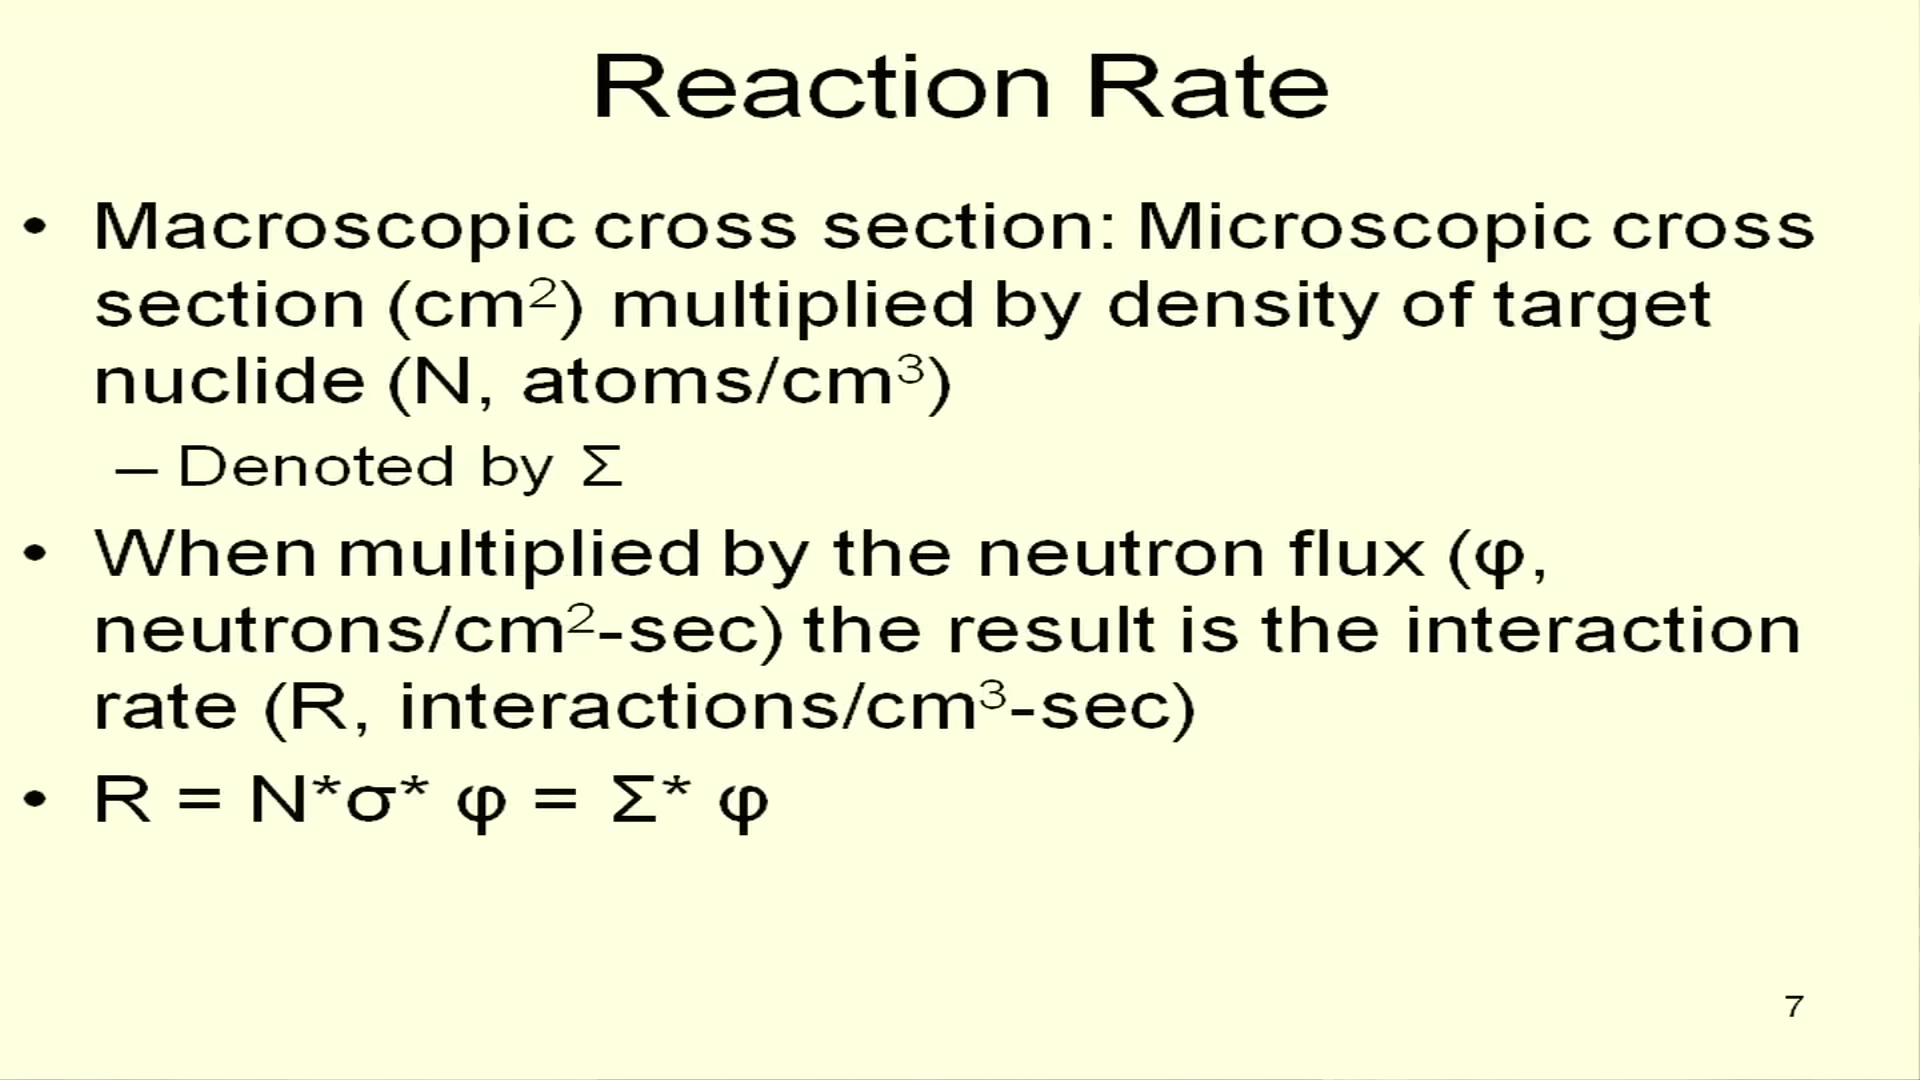 Reaction Rate
• Macroscopic cross section: Microscopic cross
section (cm²) multiplied by density of target
nuclide (N, atoms/cm³)
– Denoted by Σ
• When multiplied by the neutron flux (φ,
neutrons/cm²-sec) the result is the interaction
rate (R, interactions/cm³-sec)
• R = N*σ* φ = Σ* φ
7